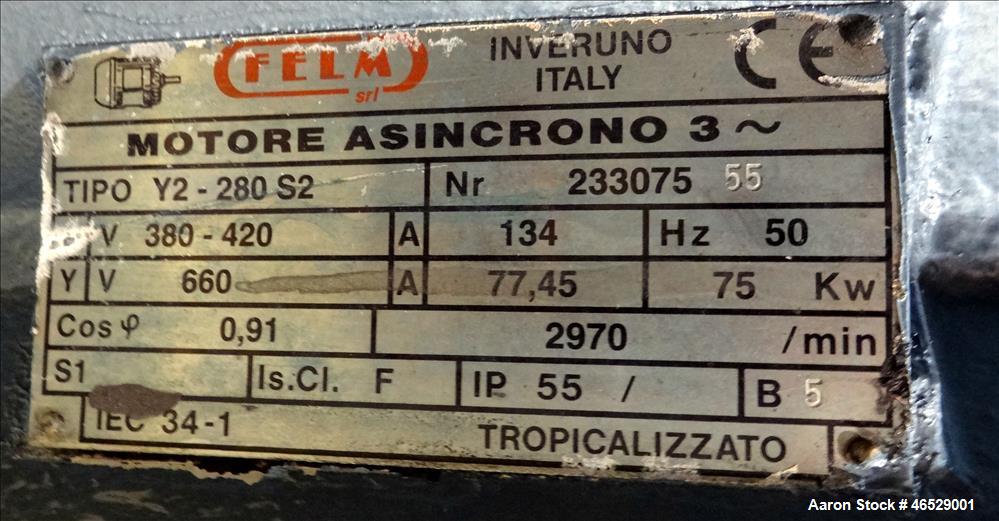 FELM
srl
INVERUNO
ITALY
CE
MOTORE ASINCRONO 3 ~
TIPO Y2 - 280 S2 Nr 233075 55
V 380 - 420 A 134 Hz 50
Y V 660 A 77,45 75 Kw
Cos φ 0,91 2970 /min
S1 Is.Cl. F IP 55 / B 5
IEC 34-1 TROPICALIZZATO
Aaron Stock # 46529001